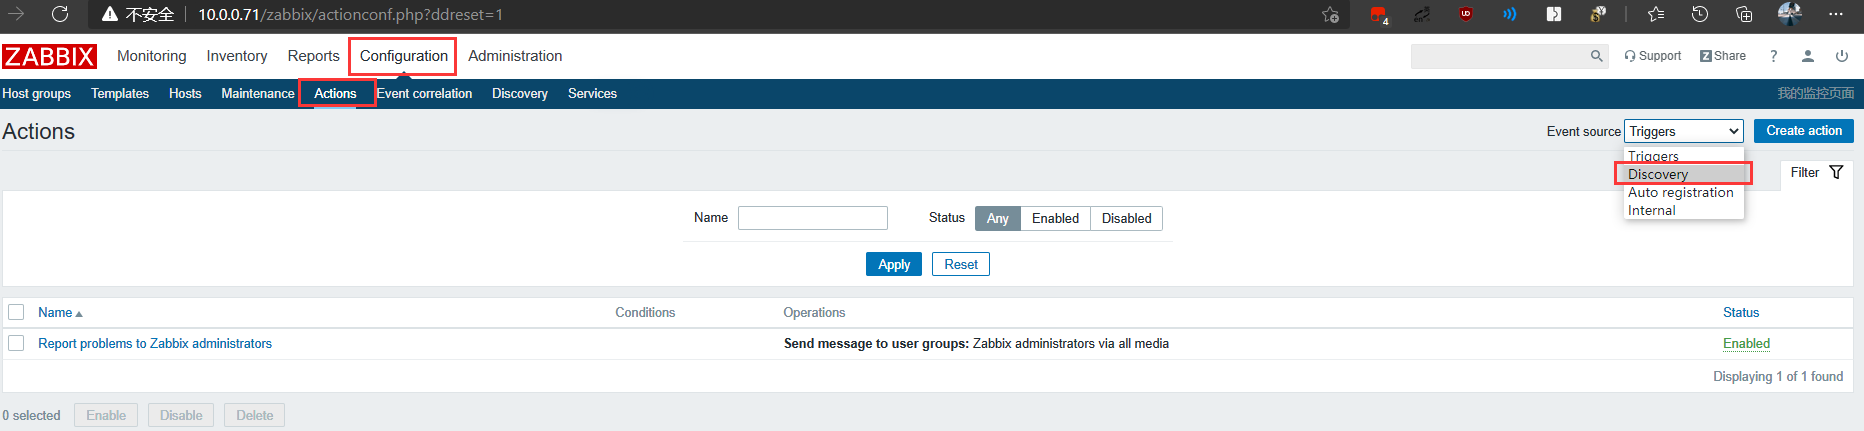 不安全 10.0.0.71/zabbix/actionconf.php?ddreset=1
4
UD
ZABBIX Monitoring Inventory Reports Configuration Administration Z Support Share ?
Host groups Templates Hosts Maintenance Actions Event correlation Discovery Services 我的监控页面
Actions Event source Triggers Create action
Triggers
Discovery
Auto registration
Internal
Filter
Name Status Any Enabled Disabled
Apply Reset
Name Conditions Operations Status
Report problems to Zabbix administrators Send message to user groups: Zabbix administrators via all media Enabled
Displaying 1 of 1 found
0 selected Enable Disable Delete